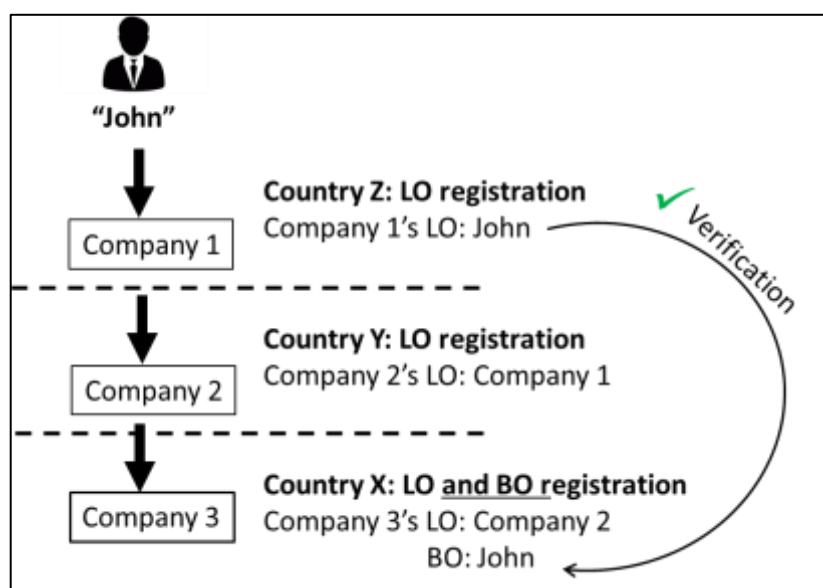 “John”
Country Z: LO registration
Company 1’s LO: John
Company 1
Verification
Country Y: LO registration
Company 2’s LO: Company 1
Company 2
Country X: LO and BO registration
Company 3’s LO: Company 2
Company 3
BO: John